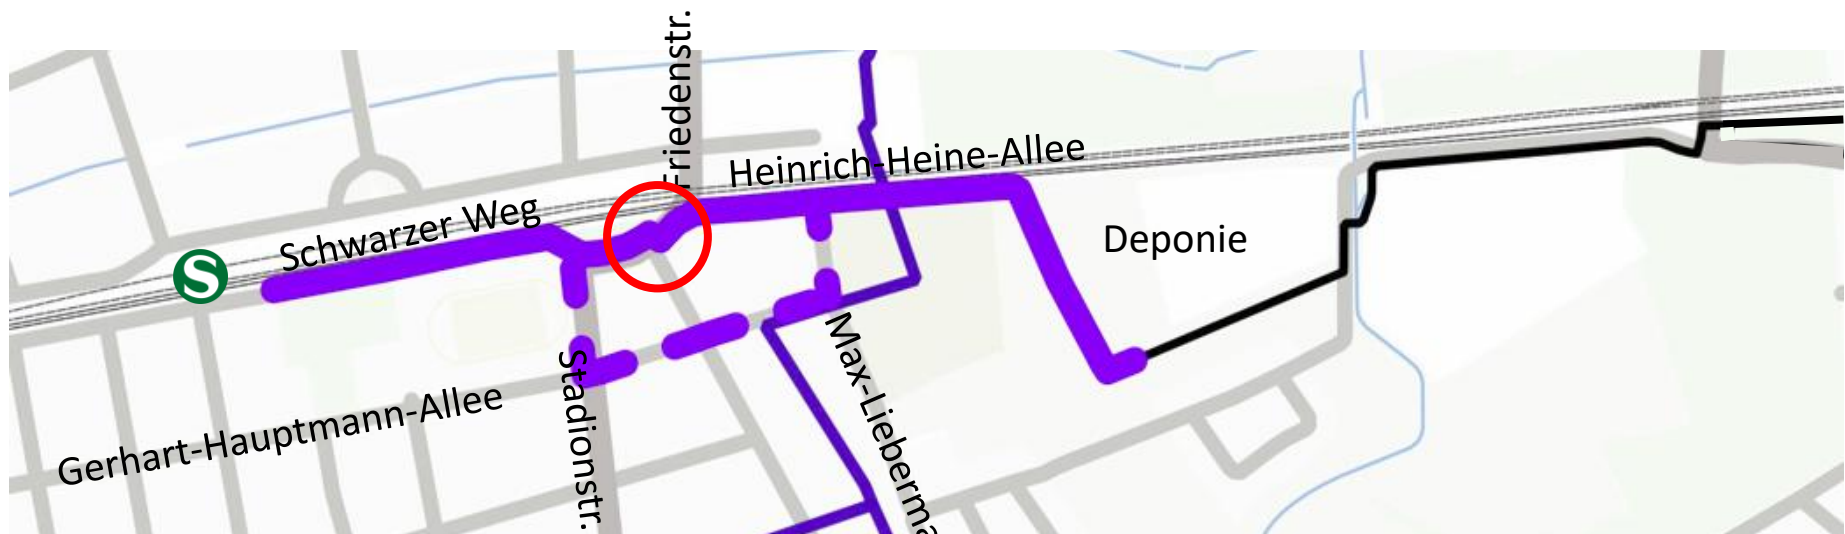 Friedenstr.
Heinrich-Heine-Allee
Schwarzer Weg
S
Deponie
Gerhart-Hauptmann-Allee
Stadionstr.
Max-Lieberma